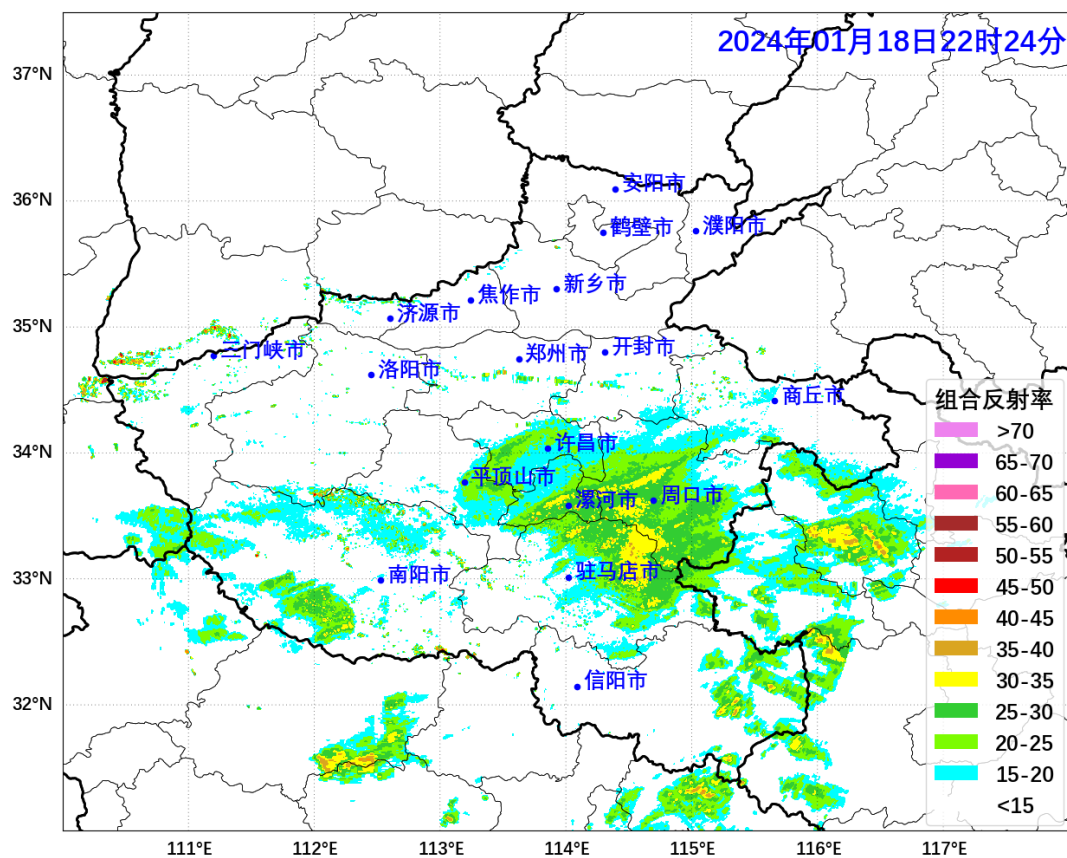 2024年01月18日22时24分
37°N
36°N
35°N
34°N
33°N
32°N
安阳市
鹤壁市
濮阳市
新乡市
焦作市
济源市
三门峡市
郑州市
开封市
洛阳市
商丘市
许昌市
平顶山市
漯河市
周口市
南阳市
驻马店市
信阳市
组合反射率
>70
65-70
60-65
55-60
50-55
45-50
40-45
35-40
30-35
25-30
20-25
15-20
<15
111°E
112°E
113°E
114°E
115°E
116°E
117°E